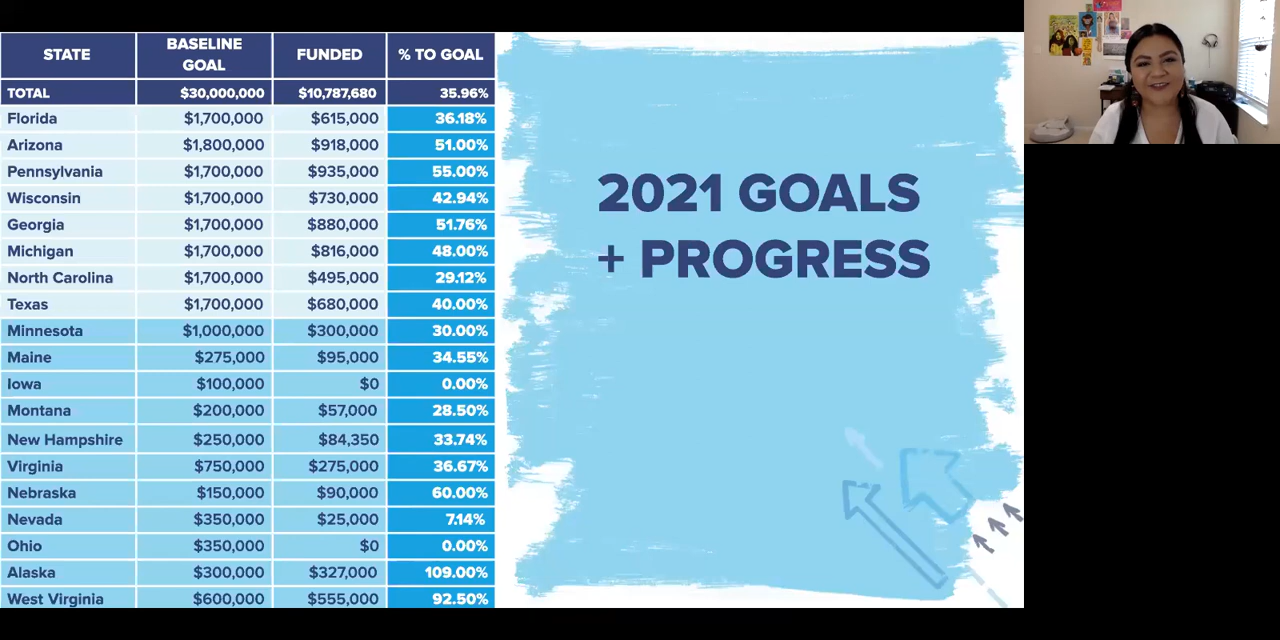 STATE BASELINE GOAL FUNDED % TO GOAL
TOTAL $30,000,000 $10,787,680 35.96%
Florida $1,700,000 $615,000 36.18%
Arizona $1,800,000 $918,000 51.00%
Pennsylvania $1,700,000 $935,000 55.00%
Wisconsin $1,700,000 $730,000 42.94%
Georgia $1,700,000 $880,000 51.76%
Michigan $1,700,000 $816,000 48.00%
North Carolina $1,700,000 $495,000 29.12%
Texas $1,700,000 $680,000 40.00%
Minnesota $1,000,000 $300,000 30.00%
Maine $275,000 $95,000 34.55%
Iowa $100,000 $0 0.00%
Montana $200,000 $57,000 28.50%
New Hampshire $250,000 $84,350 33.74%
Virginia $750,000 $275,000 36.67%
Nebraska $150,000 $90,000 60.00%
Nevada $350,000 $25,000 7.14%
Ohio $350,000 $0 0.00%
Alaska $300,000 $327,000 109.00%
West Virginia $600,000 $555,000 92.50%
2021 GOALS
+ PROGRESS